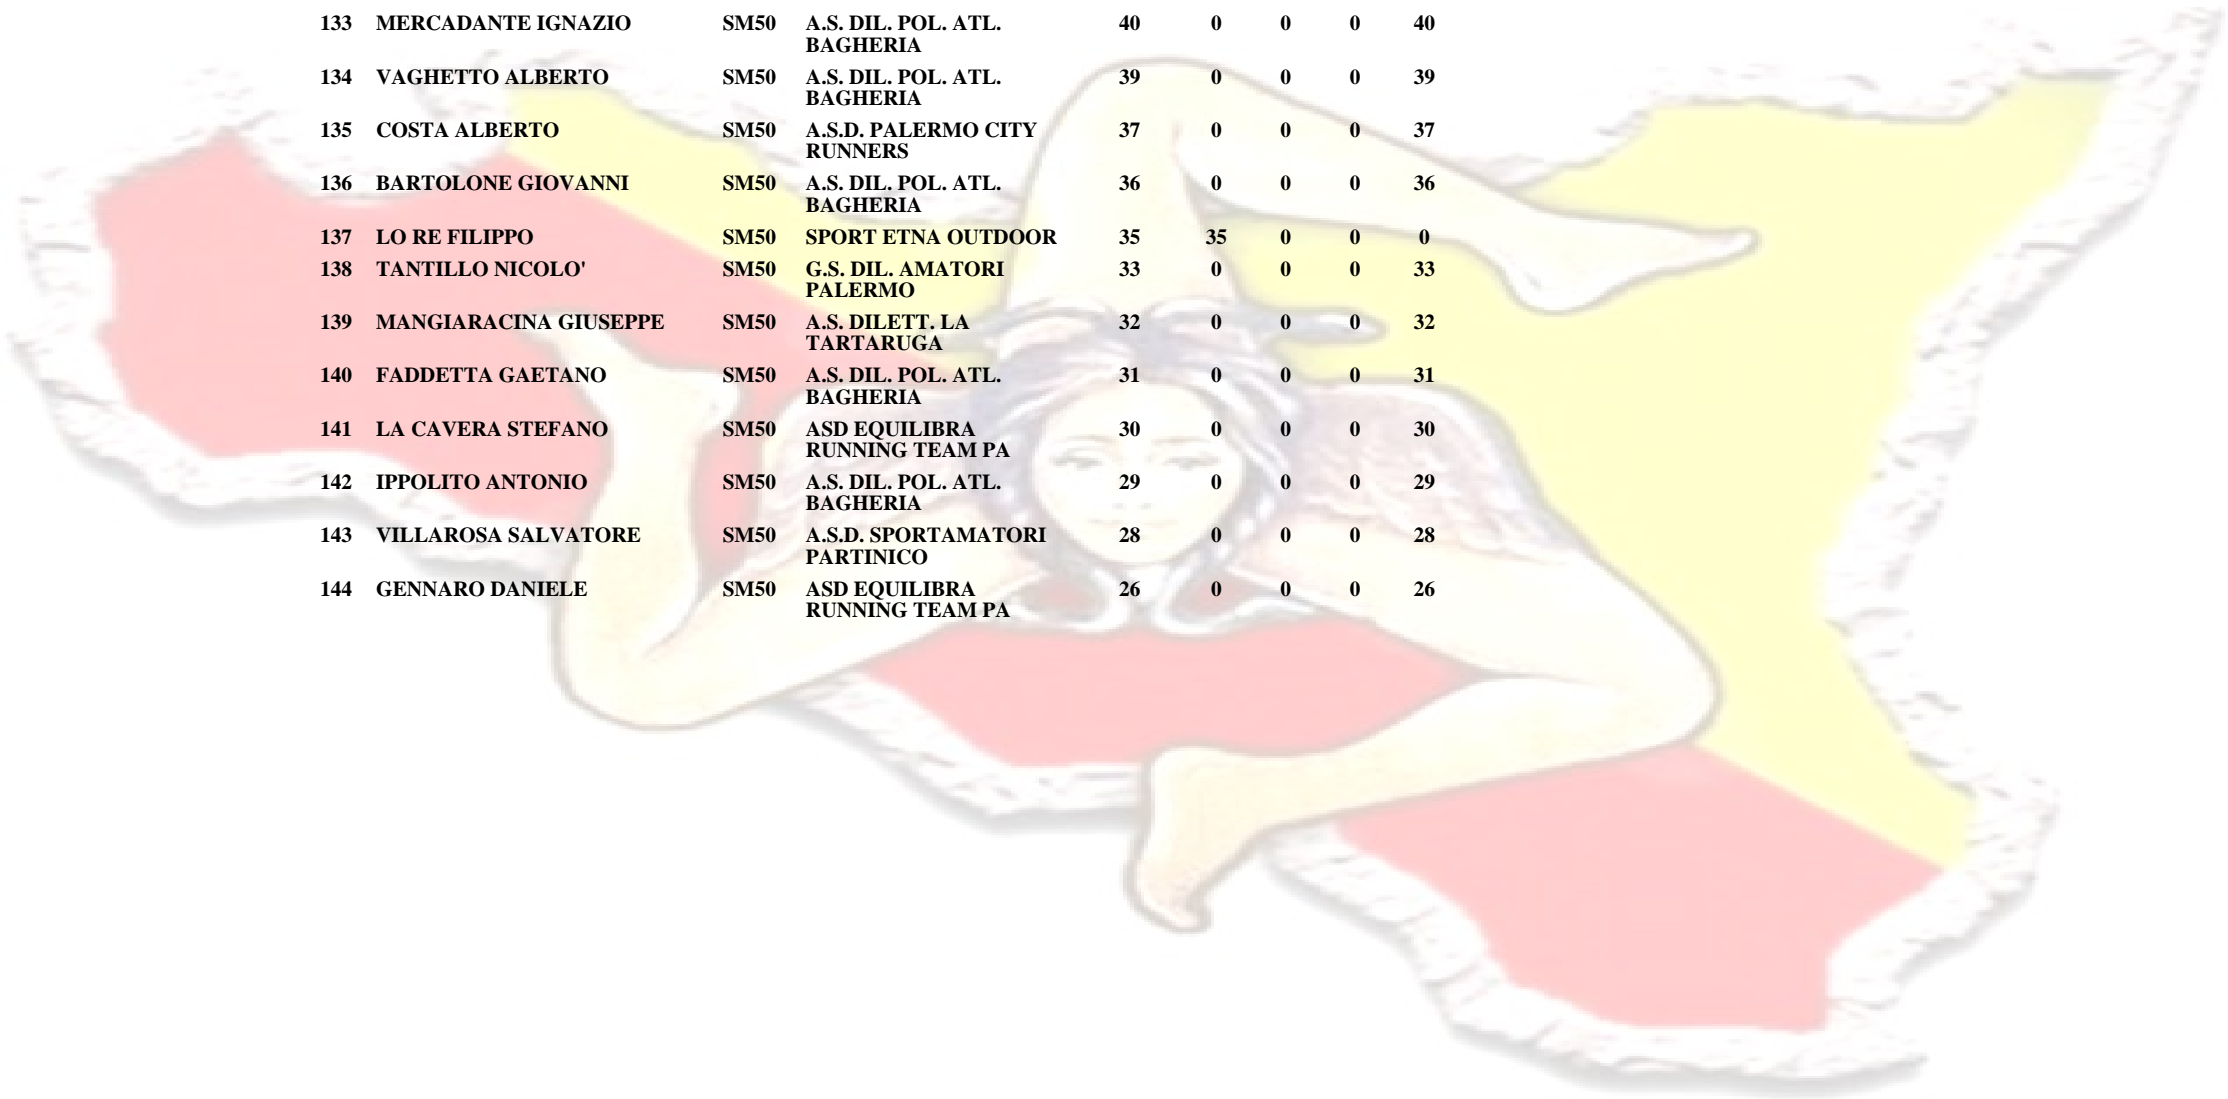 133 MERCADANTE IGNAZIO SM50 A.S. DIL. POL. ATL. 40 0 0 0 40
BAGHERIA
134 VAGHETTO ALBERTO SM50 A.S. DIL. POL. ATL. 39 0 0 0 39
BAGHERIA
135 COSTA ALBERTO SM50 A.S.D. PALERMO CITY 37 0 0 0 37
RUNNERS
136 BARTOLONE GIOVANNI SM50 A.S. DIL. POL. ATL. 36 0 0 0 36
BAGHERIA
137 LO RE FILIPPO SM50 SPORT ETNA OUTDOOR 35 35 0 0 0
138 TANTILLO NICOLO' SM50 G.S. DIL. AMATORI 33 0 0 0 33
PALERMO
139 MANGIARACINA GIUSEPPE SM50 A.S. DILETT. LA 32 0 0 0 32
TARTARUGA
140 FADDETTA GAETANO SM50 A.S. DIL. POL. ATL. 31 0 0 0 31
BAGHERIA
141 LA CAVERA STEFANO SM50 ASD EQUILIBRA 30 0 0 0 30
RUNNING TEAM PA
142 IPPOLITO ANTONIO SM50 A.S. DIL. POL. ATL. 29 0 0 0 29
BAGHERIA
143 VILLAROSA SALVATORE SM50 A.S.D. SPORTAMATORI 28 0 0 0 28
PARTINICO
144 GENNARO DANIELE SM50 ASD EQUILIBRA 26 0 0 0 26
RUNNING TEAM PA